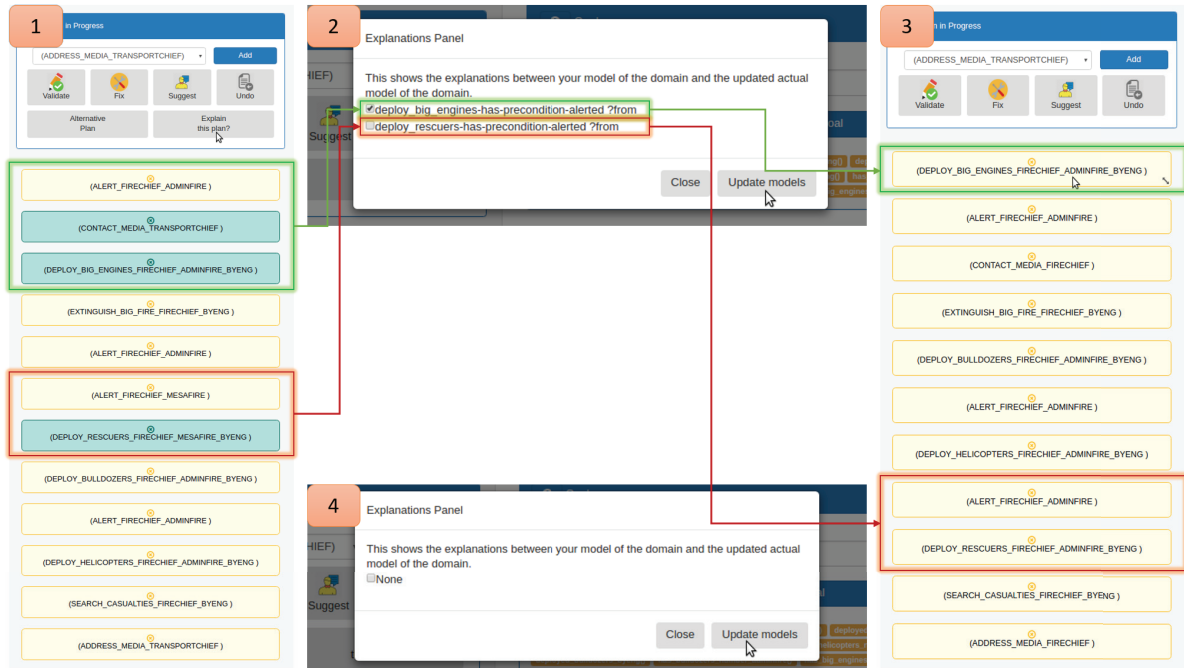 1
in Progress
(ADDRESS_MEDIA_TRANSPORTCHIEF)
Add
Validate
Fix
Suggest
Undo
Alternative
Plan
Explain
this plan?
(ALERT_FIRECHIEF_ADMINFIRE )
(CONTACT_MEDIA_TRANSPORTCHIEF )
(DEPLOY_BIG_ENGINES_FIRECHIEF_ADMINFIRE_BYENG )
(EXTINGUISH_BIG_FIRE_FIRECHIEF_BYENG )
(ALERT_FIRECHIEF_ADMINFIRE )
(ALERT_FIRECHIEF_MESAFIRE )
(DEPLOY_RESCUERS_FIRECHIEF_MESAFIRE_BYENG )
(DEPLOY_BULLDOZERS_FIRECHIEF_ADMINFIRE_BYENG )
(ALERT_FIRECHIEF_ADMINFIRE )
(DEPLOY_HELICOPTERS_FIRECHIEF_ADMINFIRE_BYENG )
(SEARCH_CASUALTIES_FIRECHIEF_BYENG )
(ADDRESS_MEDIA_TRANSPORTCHIEF )
2
Explanations Panel
This shows the explanations between your model of the domain and the updated actual
model of the domain.
deploy_big_engines-has-precondition-alerted ?from
deploy_rescuers-has-precondition-alerted ?from
Close
Update models
HIEF)
Suggest
3
in Progress
(ADDRESS_MEDIA_TRANSPORTCHIEF)
Add
Validate
Fix
Suggest
Undo
(DEPLOY_BIG_ENGINES_FIRECHIEF_ADMINFIRE_BYENG )
(ALERT_FIRECHIEF_ADMINFIRE )
(CONTACT_MEDIA_FIRECHIEF )
(EXTINGUISH_BIG_FIRE_FIRECHIEF_BYENG )
(DEPLOY_BULLDOZERS_FIRECHIEF_ADMINFIRE_BYENG )
(ALERT_FIRECHIEF_ADMINFIRE )
(DEPLOY_HELICOPTERS_FIRECHIEF_ADMINFIRE_BYENG )
(ALERT_FIRECHIEF_ADMINFIRE )
(DEPLOY_RESCUERS_FIRECHIEF_ADMINFIRE_BYENG )
(SEARCH_CASUALTIES_FIRECHIEF_BYENG )
(ADDRESS_MEDIA_FIRECHIEF )
4
Explanations Panel
This shows the explanations between your model of the domain and the updated actual
model of the domain.
None
Close
Update models
HIEF)
Suggest